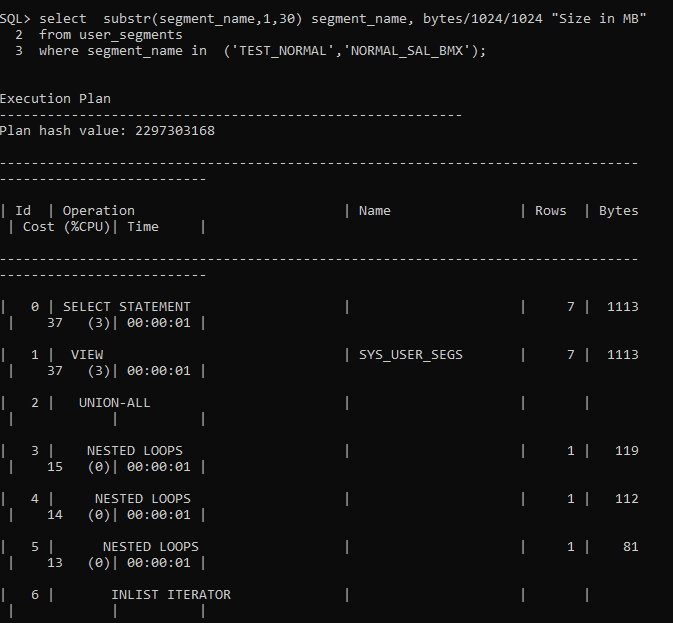 SQL> select  substr(segment_name,1,30) segment_name, bytes/1024/1024 "Size in MB"
  2  from user_segments
  3  where segment_name in  ('TEST_NORMAL','NORMAL_SAL_BMX');
Execution Plan
----------------------------------------------------------
Plan hash value: 2297303168
--------------------------------------------------------------------------------
--------------------------
| Id  | Operation                          | Name                 | Rows  | Bytes
 | Cost (%CPU)| Time     |
--------------------------------------------------------------------------------
--------------------------
|   0 | SELECT STATEMENT                   |                      |     7 |  1113
 |    37   (3)| 00:00:01 |
|   1 |  VIEW                              | SYS_USER_SEGS        |     7 |  1113
 |    37   (3)| 00:00:01 |
|   2 |   UNION-ALL                        |                      |       |
 |            |          |
|   3 |    NESTED LOOPS                    |                      |     1 |   119
 |    15   (0)| 00:00:01 |
|   4 |     NESTED LOOPS                   |                      |     1 |   112
 |    14   (0)| 00:00:01 |
|   5 |      NESTED LOOPS                  |                      |     1 |    81
 |    13   (0)| 00:00:01 |
|   6 |       INLIST ITERATOR              |                      |       |
 |            |          |